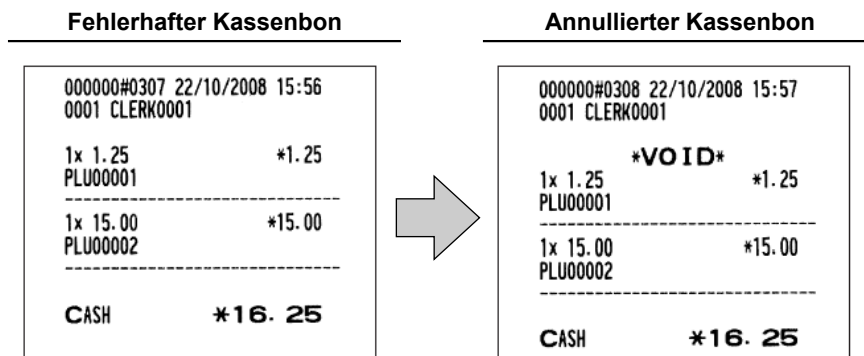 Fehlerhafter Kassenbon
000000#0307 22/10/2008 15:56
0001 CLERK0001
1x 1.25 *1.25
PLU00001
1x 15.00 *15.00
PLU00002
CASH *16.25
Annullierter Kassenbon
000000#0308 22/10/2008 15:57
0001 CLERK0001
*VOID*
1x 1.25 *1.25
PLU00001
1x 15.00 *15.00
PLU00002
CASH *16.25